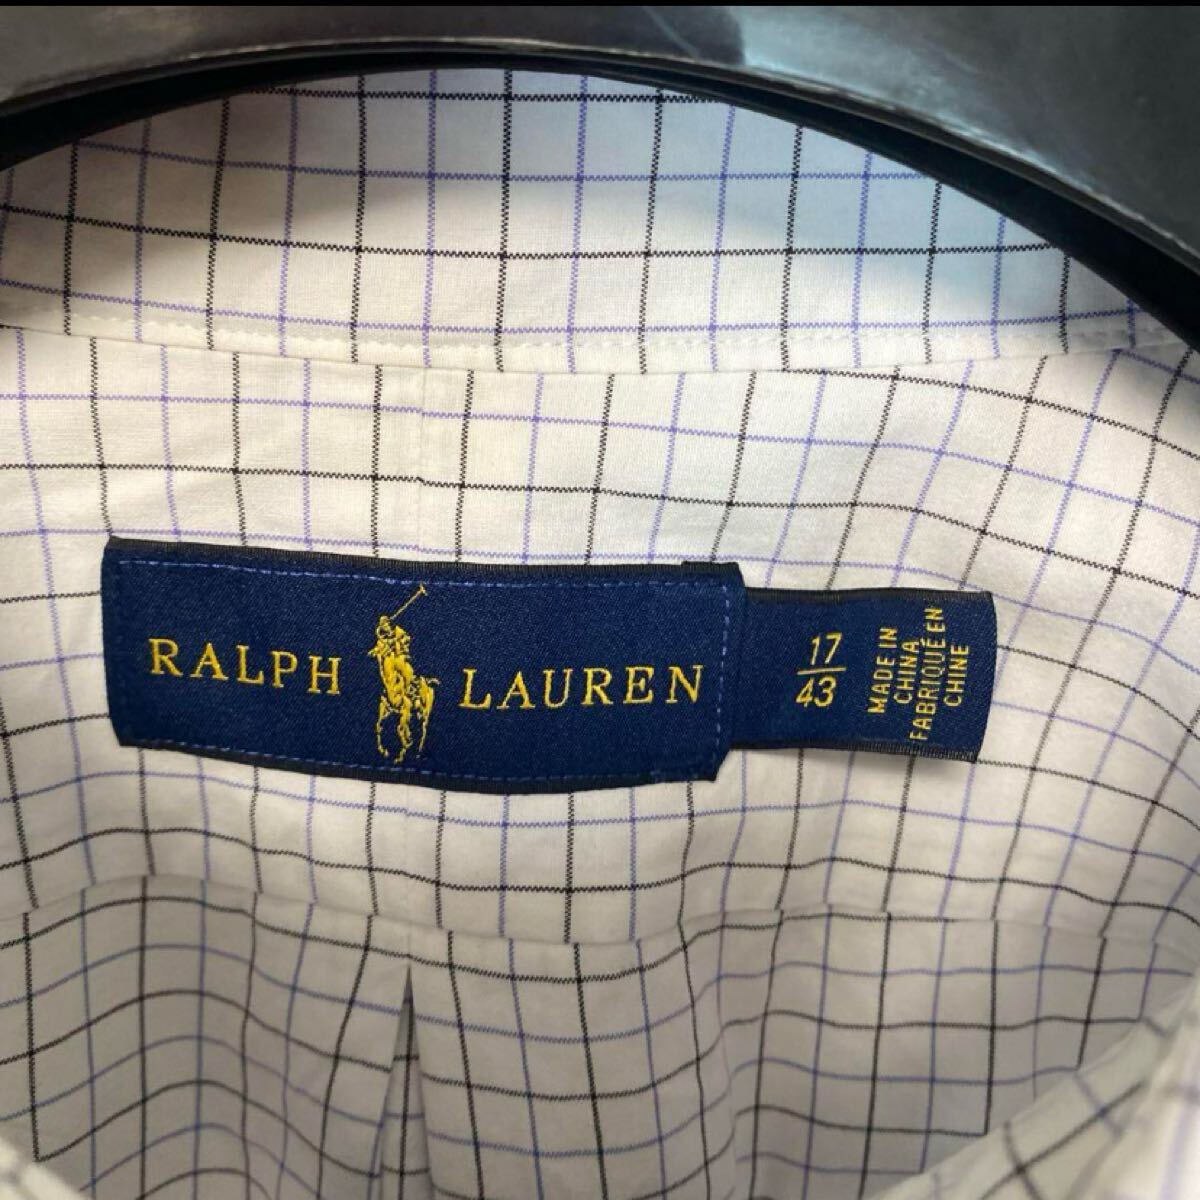 RALPH LAUREN
17
43
MADE IN
CHINA
FABRIQUÉ EN
CHINE